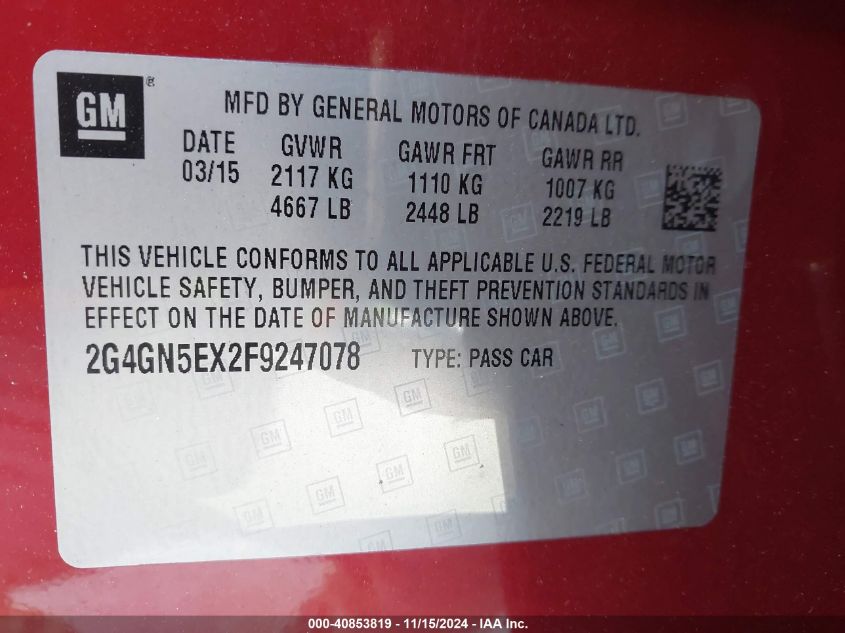 GM ®
MFD BY GENERAL MOTORS OF CANADA LTD.
DATE GVWR GAWR FRT GAWR RR
03/15 2117 KG 1110 KG 1007 KG
4667 LB 2448 LB 2219 LB
THIS VEHICLE CONFORMS TO ALL APPLICABLE U.S. FEDERAL MOTOR
VEHICLE SAFETY, BUMPER, AND THEFT PREVENTION STANDARDS IN
EFFECT ON THE DATE OF MANUFACTURE SHOWN ABOVE.
2G4GN5EX2F9247078 TYPE: PASS CAR
000-40853819 - 11/15/2024 - IAA Inc.